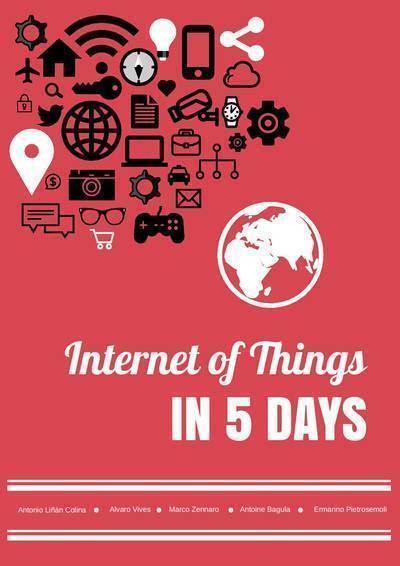 Internet of Things
IN 5 DAYS
Antonio Liñán Colina ● Alvaro Vives ● Marco Zennaro ● Antoine Bagula ● Ermanno Pietrosemoli